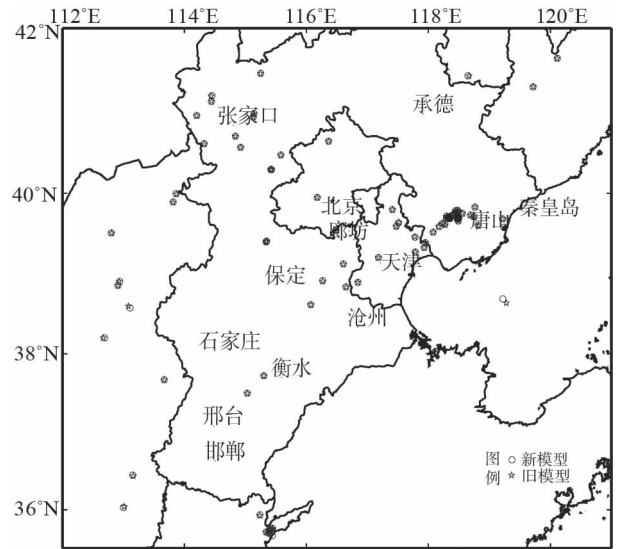 112°E 114°E 116°E 118°E 120°E
42°N
承德
张家口
40°N
北京
秦皇岛
唐山
廊坊
天津
保定
沧州
38°N
石家庄
衡水
邢台
邯郸
图例
○ 新模型
☆ 旧模型
36°N